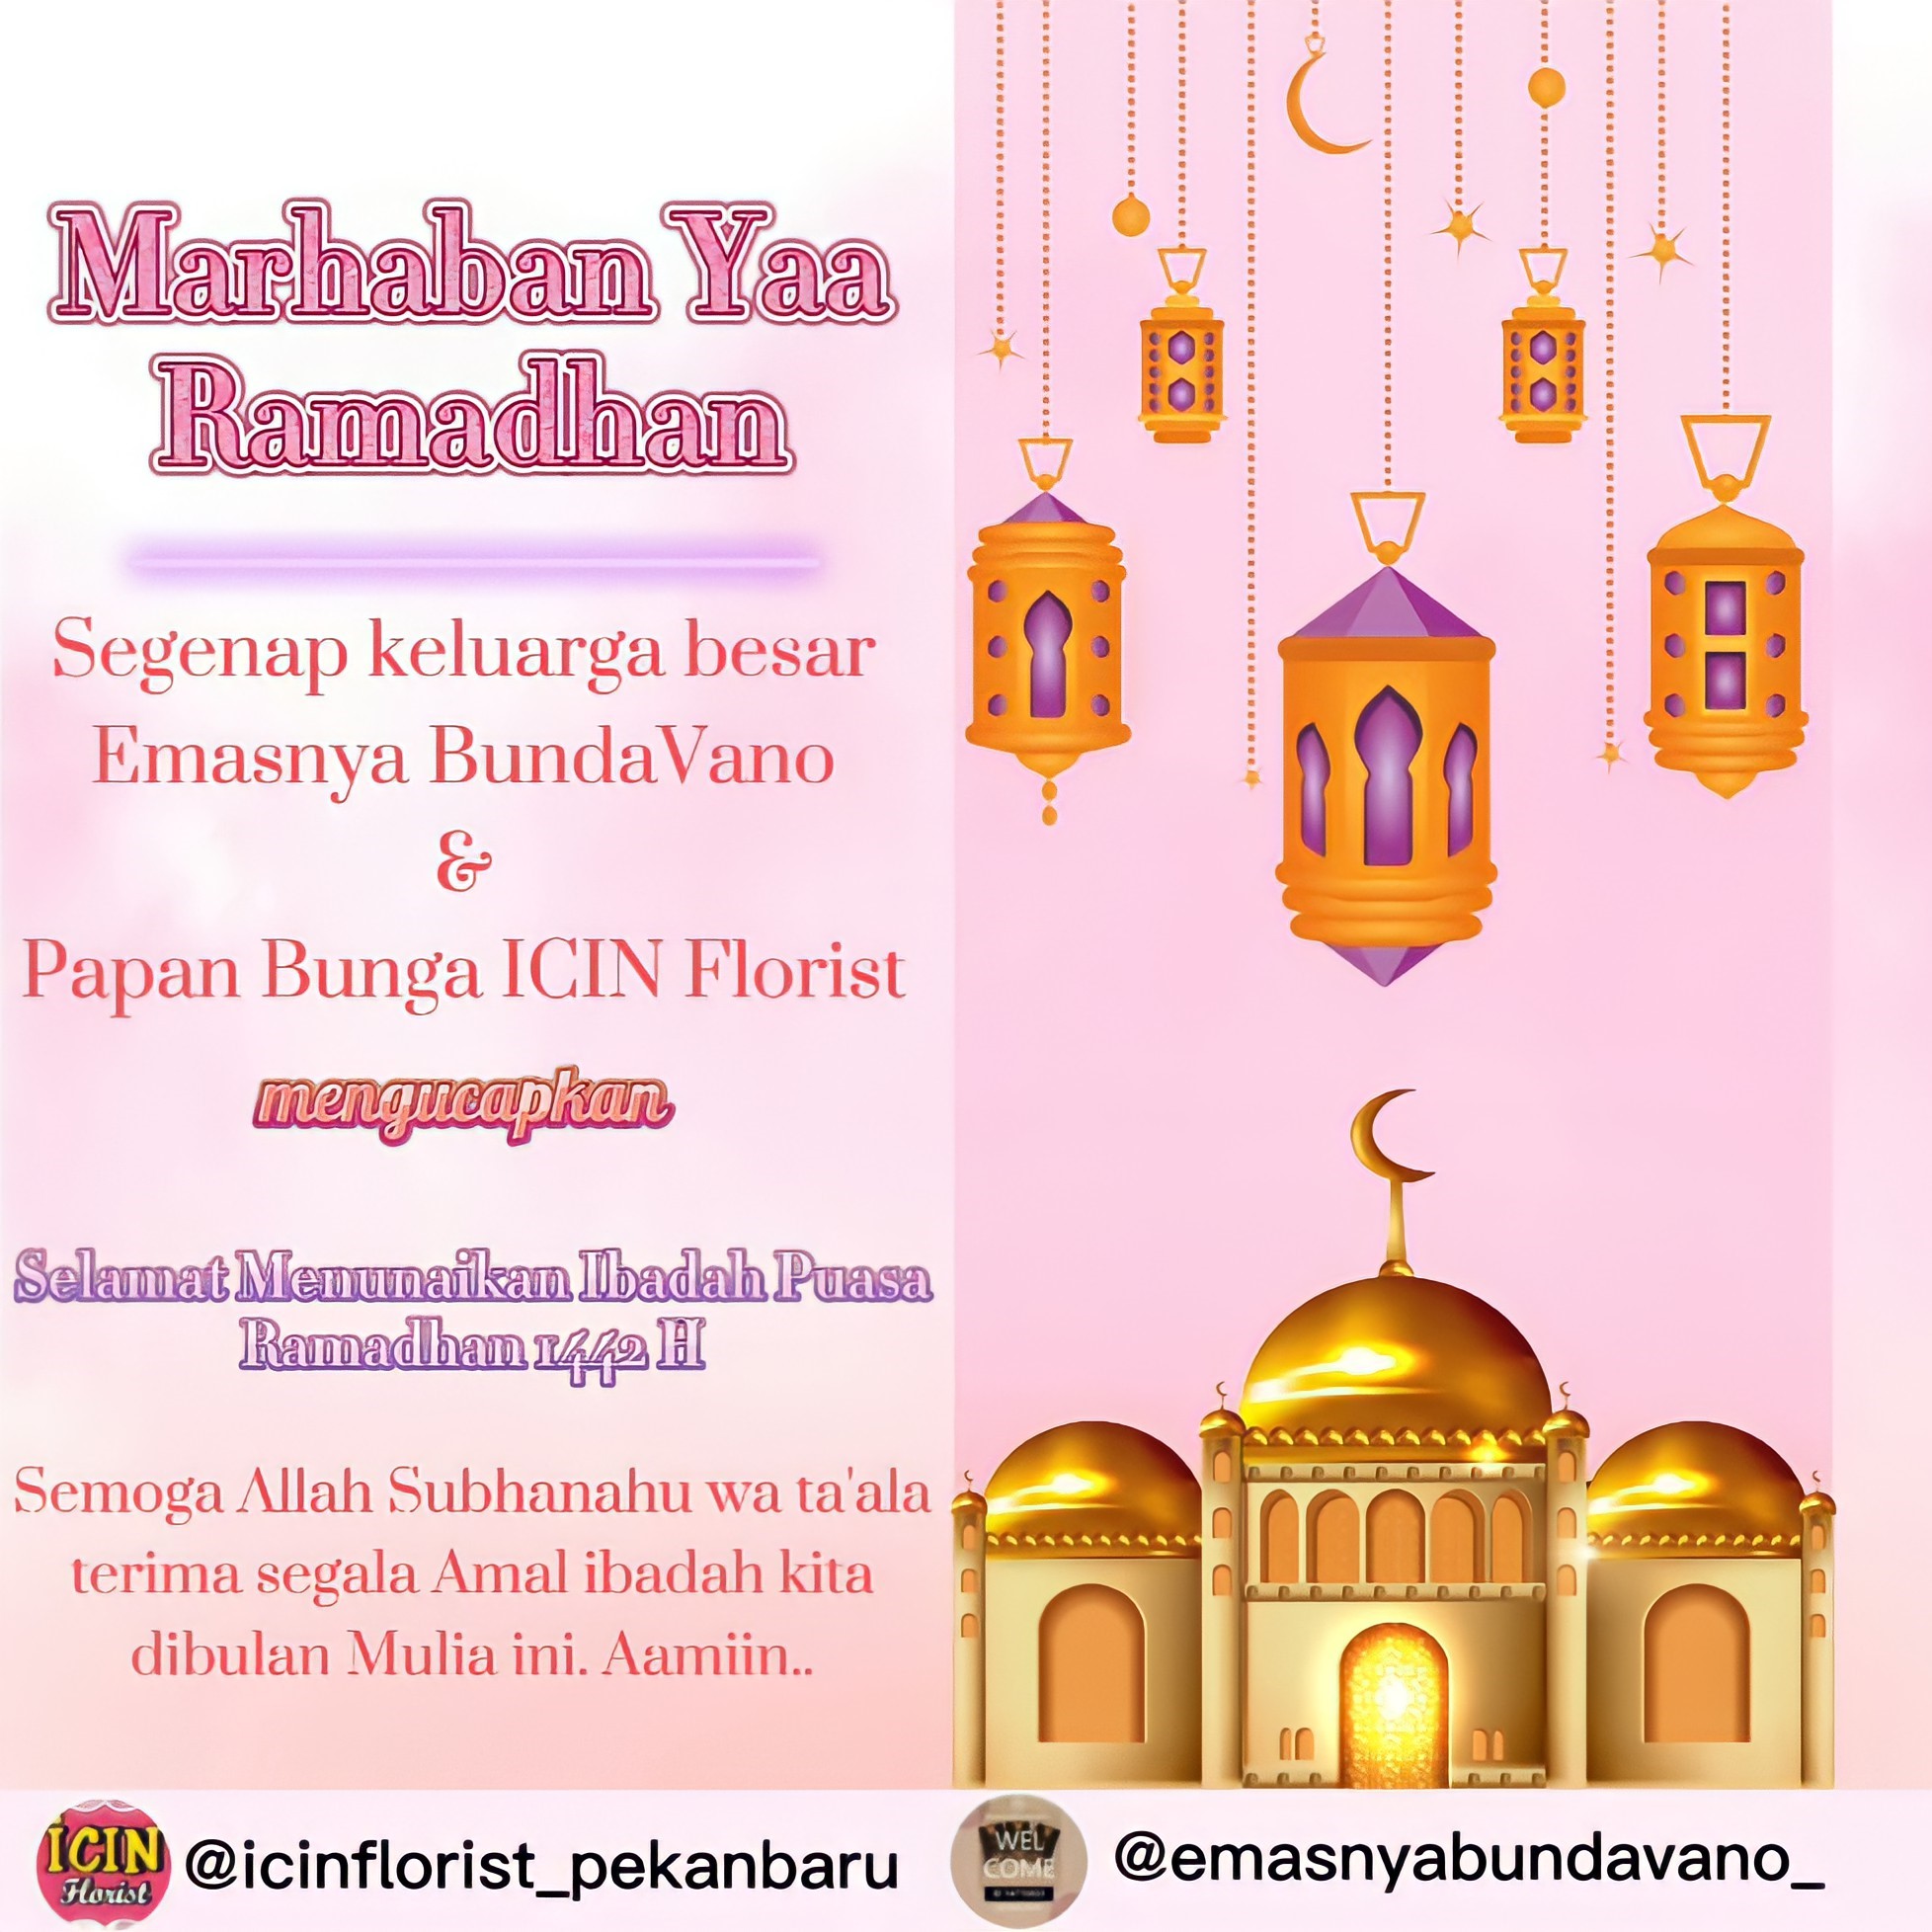 Marhaban Yaa
Ramadhan
Segenap keluarga besar
Emasnya BundaVano
&
Papan Bunga ICIN Florist
mengucapkan
Selamat Menunaikan Ibadah Puasa
Ramadhan 1442 H
Semoga Allah Subhanahu wa ta'ala
terima segala Amal ibadah kita
dibulan Mulia ini. Aamiin..
ICIN
Florist
@icinflorist_pekanbaru
WEL
COME
@emasnyabundavano_